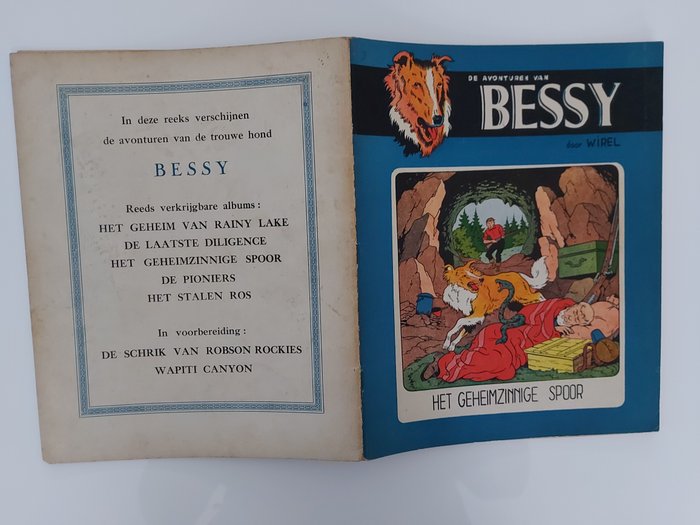 In deze reeks verschijnen
de avonturen van de trouwe hond
BESSY
Reeds verkrijgbare albums :
HET GEHEIM VAN RAINY LAKE
DE LAATSTE DILIGENCE
HET GEHEIMZINNIGE SPOOR
DE PIONIERS
HET STALEN ROS
In voorbereiding :
DE SCHRIK VAN ROBSON ROCKIES
WAPITI CANYON
DE AVONTUREN VAN
BESSY
door WIREL
HET GEHEIMZINNIGE SPOOR